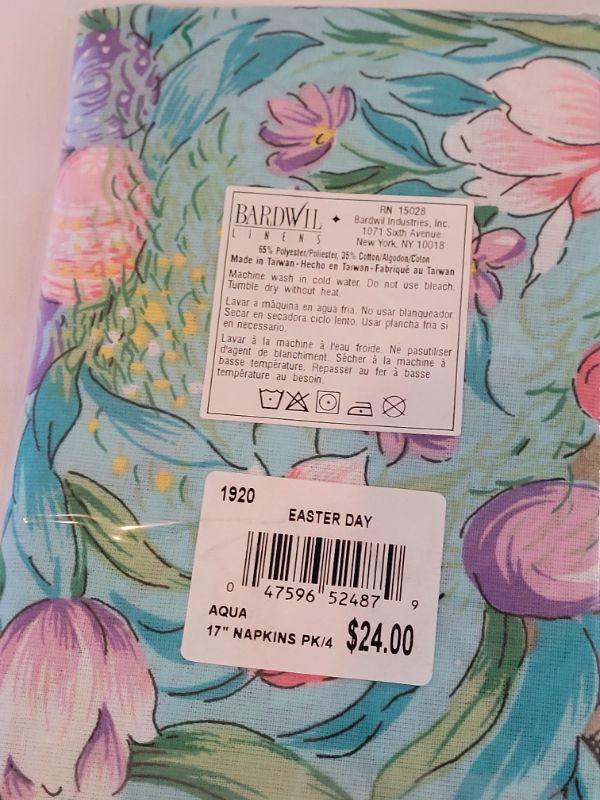 BARDWIL
LINENS
RN 15028
Bardwil Industries, Inc.
1071 Sixth Avenue
New York, NY 10018
65% Polyester/Poliester, 35% Cotton/Algodon/Coton
Made in Taiwan - Hecho en Taiwan - Fabriqué au Taiwan
Machine wash in cold water. Do not use bleach.
Tumble dry without heat.
Lavar a máquina en agua fria. No usar blanqueador.
Secar en secadora ciclo lento. Usar plancha fria si
en necessario.
Lavar à la machine à l'eau froide. Ne pasutiliser
d'agent de blanchiment. Sécher à la machine à
basse température. Repasser au fer à basse
température au besoin.
1920
EASTER DAY
0 47596 52487 9
AQUA
17" NAPKINS PK/4 $24.00